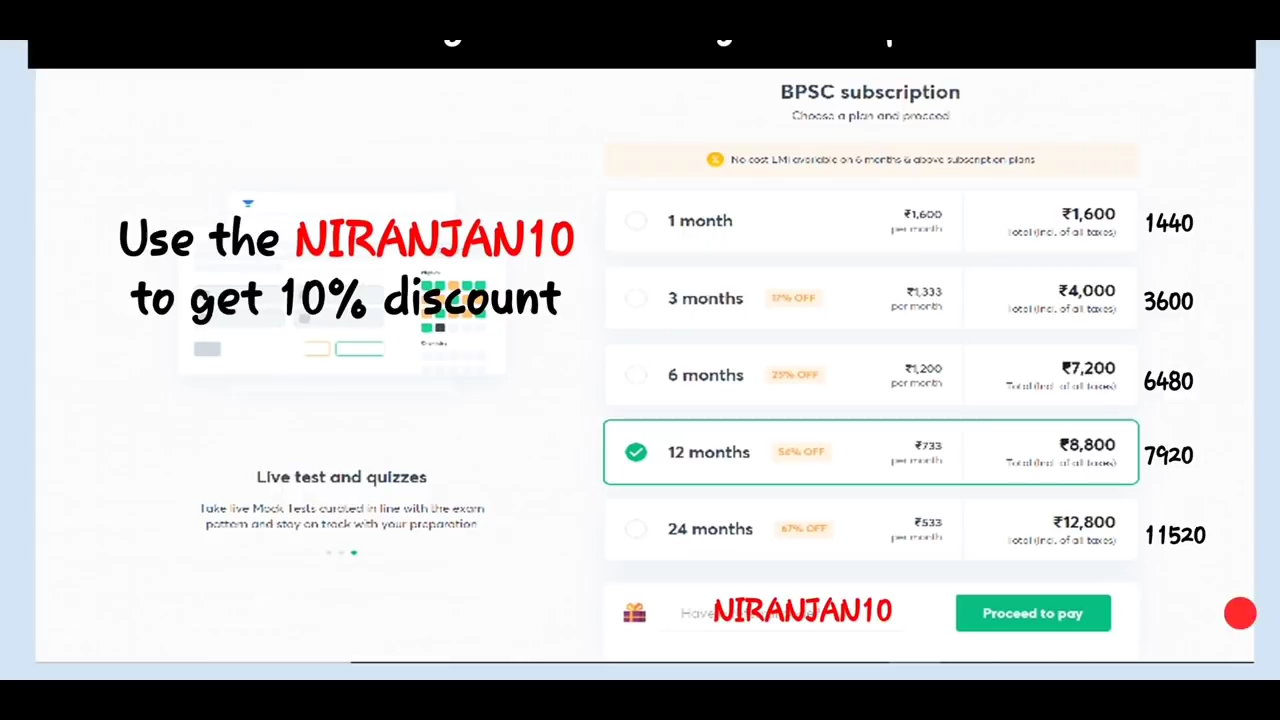 BPSC subscription
Choose a plan and proceed
No cost EMI available on 6 months & above subscription plans
Use the NIRANJAN10
to get 10% discount
1 month ₹1,600 per month ₹1,600 Total (Incl. of all taxes) 1440
3 months 17% OFF ₹1,333 per month ₹4,000 Total (Incl. of all taxes) 3600
6 months 25% OFF ₹1,200 per month ₹7,200 Total (Incl. of all taxes) 6480
12 months 54% OFF ₹733 per month ₹8,800 Total (Incl. of all taxes) 7920
24 months 67% OFF ₹533 per month ₹12,800 Total (Incl. of all taxes) 11520
Live test and quizzes
Take live Mock Tests curated in line with the exam
pattern and stay on track with your preparation
Have NIRANJAN10 Proceed to pay